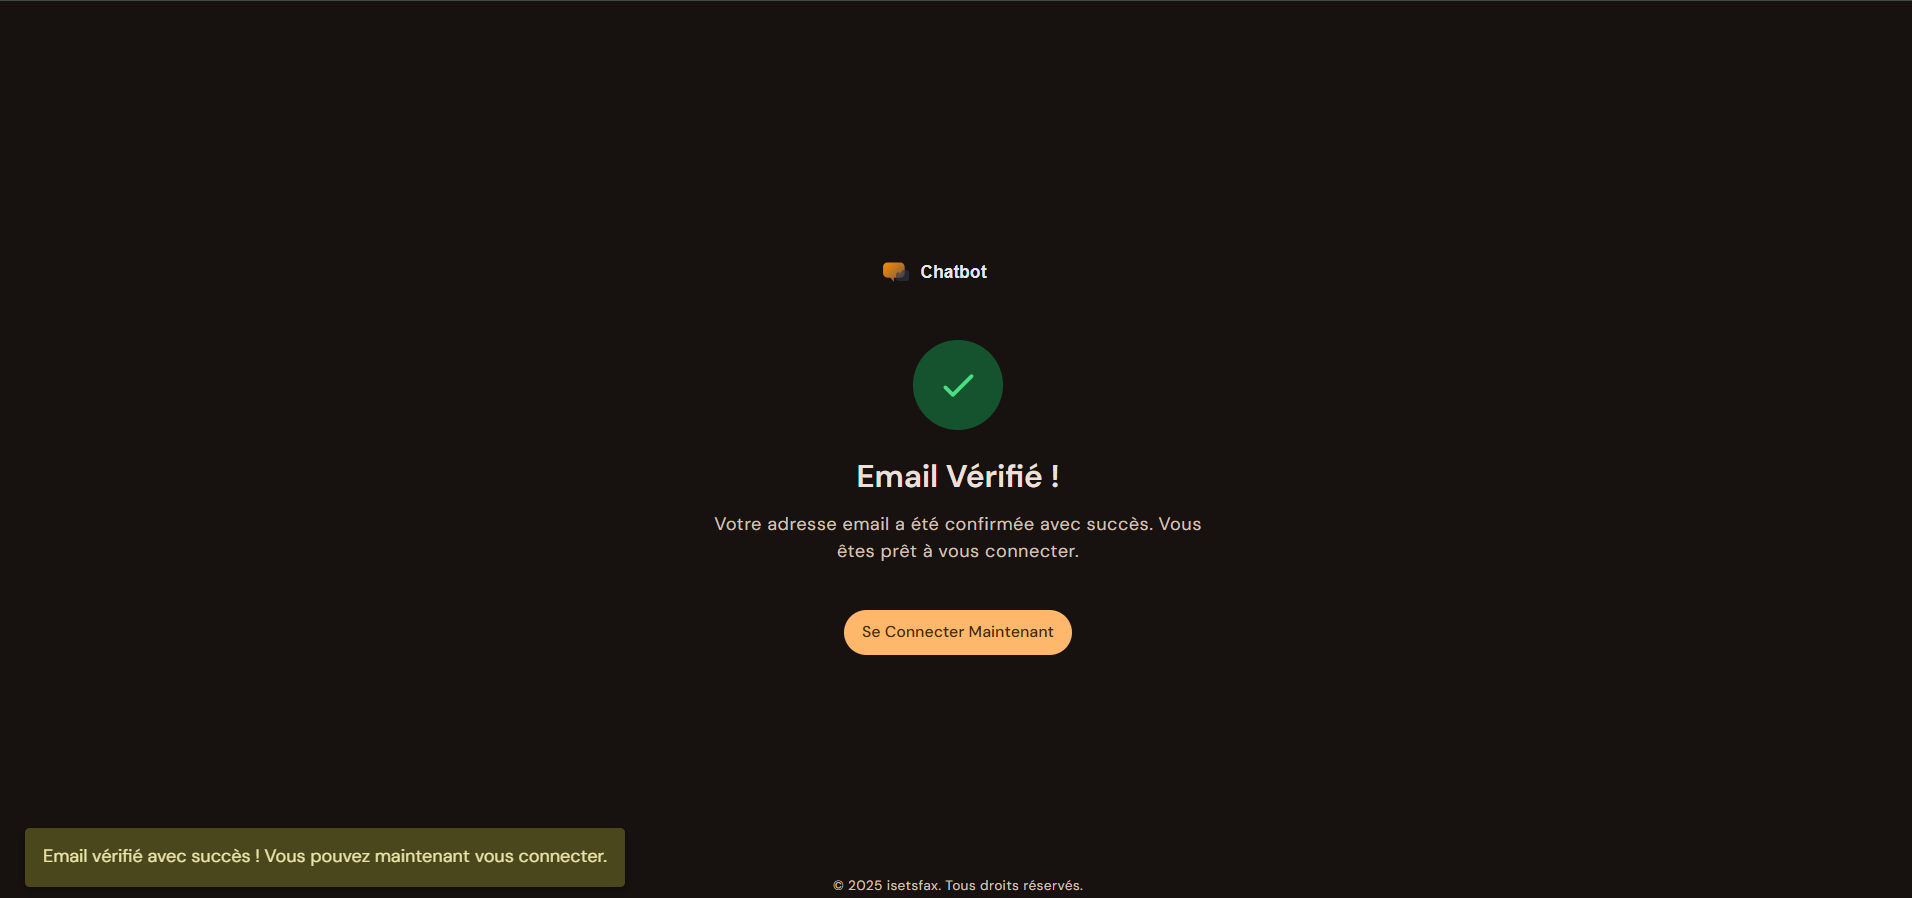 Chatbot
Email Vérifié !
Votre adresse email a été confirmée avec succès. Vous
êtes prêt à vous connecter.
Se Connecter Maintenant
Email vérifié avec succès ! Vous pouvez maintenant vous connecter.
© 2025 isetsfax. Tous droits réservés.